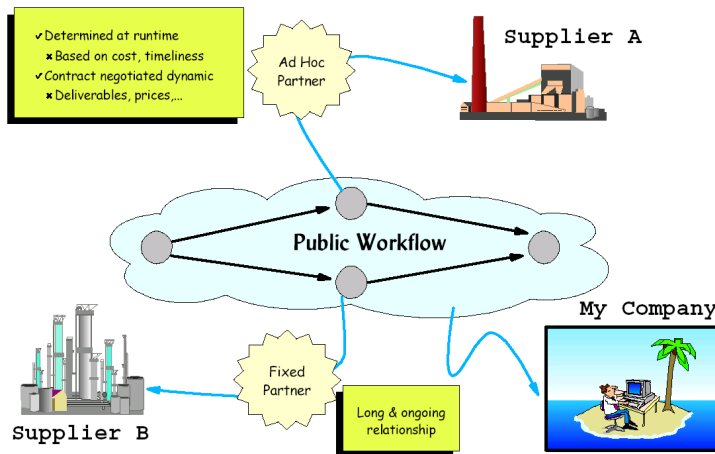 ✔Determined at runtime
✖Based on cost, timeliness
✔Contract negotiated dynamic
✖Deliverables, prices,...
Ad Hoc
Partner
Supplier A
Public Workflow
My Company
Fixed
Partner
Long & ongoing
relationship
Supplier B